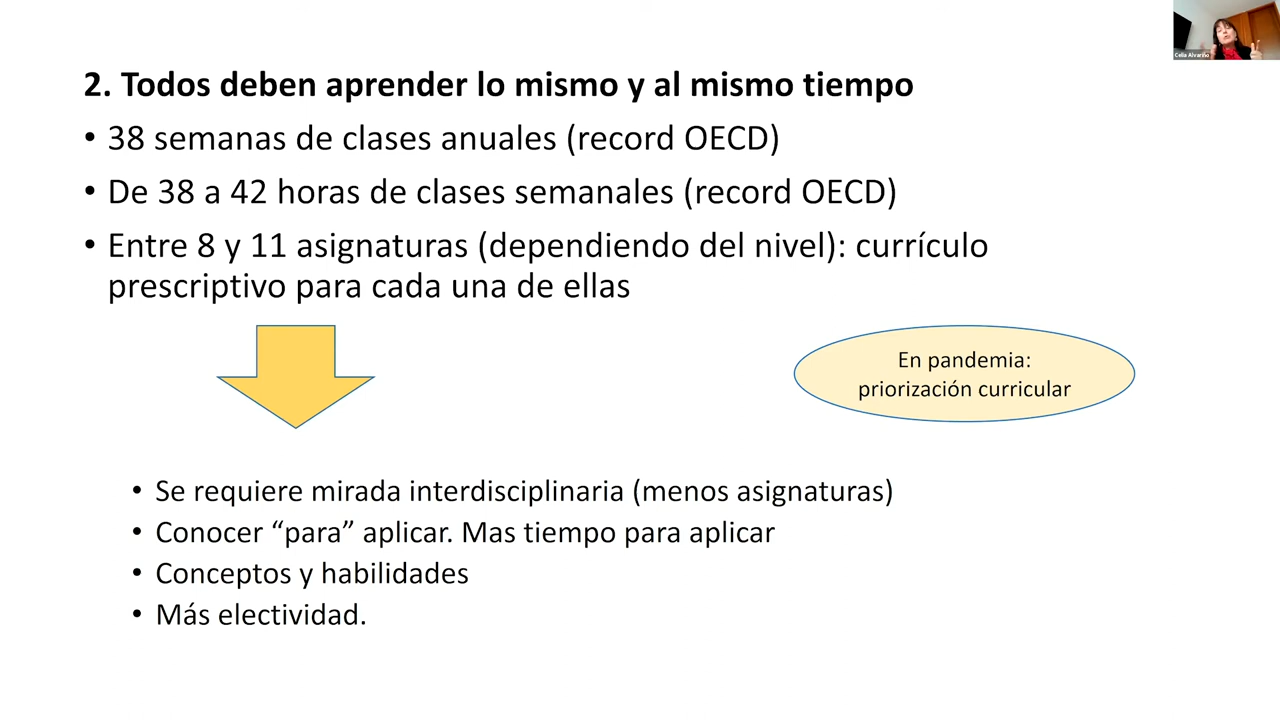 2. Todos deben aprender lo mismo y al mismo tiempo
• 38 semanas de clases anuales (record OECD)
• De 38 a 42 horas de clases semanales (record OECD)
• Entre 8 y 11 asignaturas (dependiendo del nivel): currículo
prescriptivo para cada una de ellas
En pandemia:
priorización curricular
• Se requiere mirada interdisciplinaria (menos asignaturas)
• Conocer “para” aplicar. Mas tiempo para aplicar
• Conceptos y habilidades
• Más electividad.
Celia Alvariño